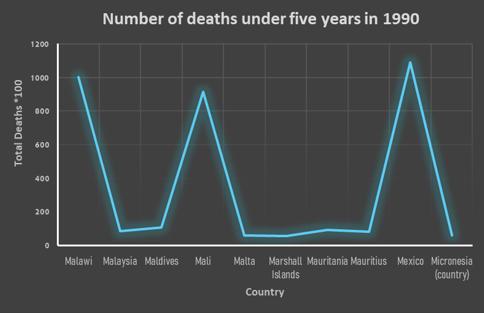 Number of deaths under five years in 1990
Total Deaths *100
1200
1000
800
600
400
200
0
Malawi Malaysia Maldives Mali Malta Marshall Mauritania Mauritius Mexico Micronesia
Islands (country)
Country